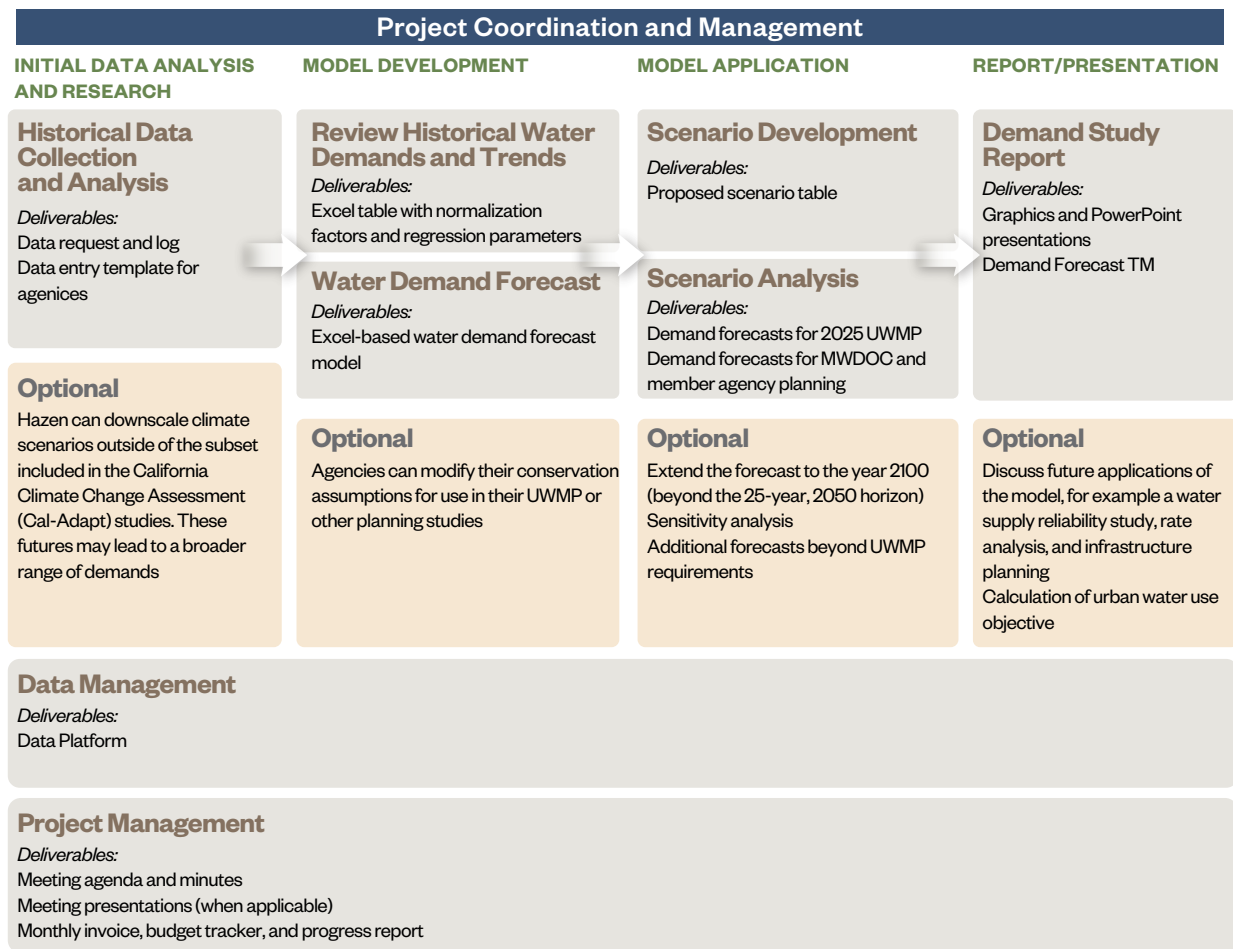 Project Coordination and Management
INITIAL DATA ANALYSIS
AND RESEARCH
Historical Data
Collection
and Analysis
Deliverables:
Data request and log
Data entry template for
agenices
Optional
Hazen can downscale climate
scenarios outside of the subset
included in the California
Climate Change Assessment
(Cal-Adapt) studies. These
futures may lead to a broader
range of demands
MODEL DEVELOPMENT
Review Historical Water
Demands and Trends
Deliverables:
Excel table with normalization
factors and regression parameters
Water Demand Forecast
Deliverables:
Excel-based water demand forecast
model
Optional
Agencies can modify their conservation
assumptions for use in their UWMP or
other planning studies
MODEL APPLICATION
Scenario Development
Deliverables:
Proposed scenario table
Scenario Analysis
Deliverables:
Demand forecasts for 2025 UWMP
Demand forecasts for MWDOC and
member agency planning
Optional
Extend the forecast to the year 2100
(beyond the 25-year, 2050 horizon)
Sensitivity analysis
Additional forecasts beyond UWMP
requirements
REPORT/PRESENTATION
Demand Study
Report
Deliverables:
Graphics and PowerPoint
presentations
Demand Forecast TM
Optional
Discuss future applications of
the model, for example a water
supply reliability study, rate
analysis, and infrastructure
planning
Calculation of urban water use
objective
Data Management
Deliverables:
Data Platform
Project Management
Deliverables:
Meeting agenda and minutes
Meeting presentations (when applicable)
Monthly invoice, budget tracker, and progress report